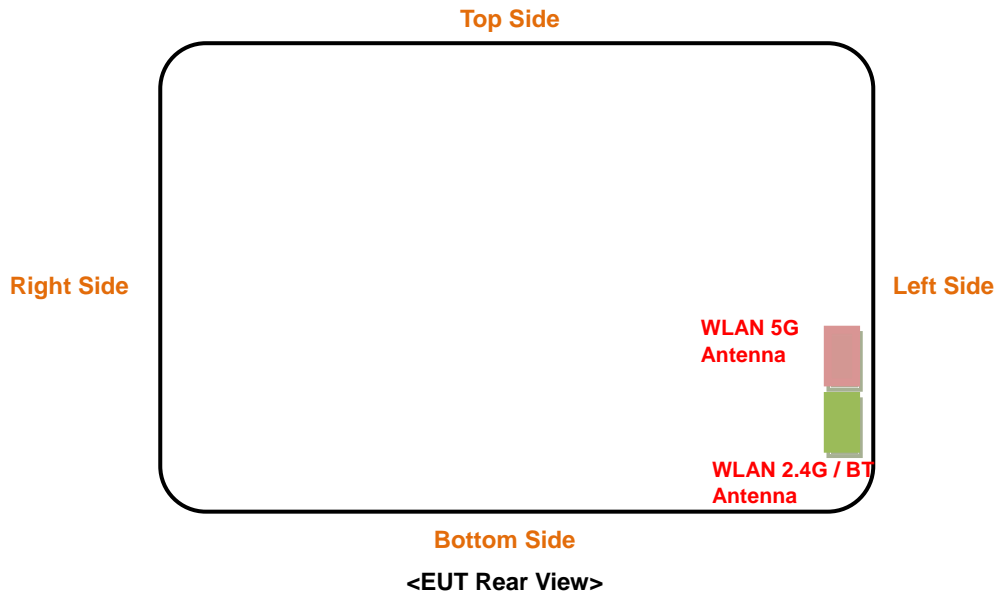 Top Side
Right Side
Left Side
WLAN 5G
Antenna
WLAN 2.4G / BT
Antenna
Bottom Side
<EUT Rear View>